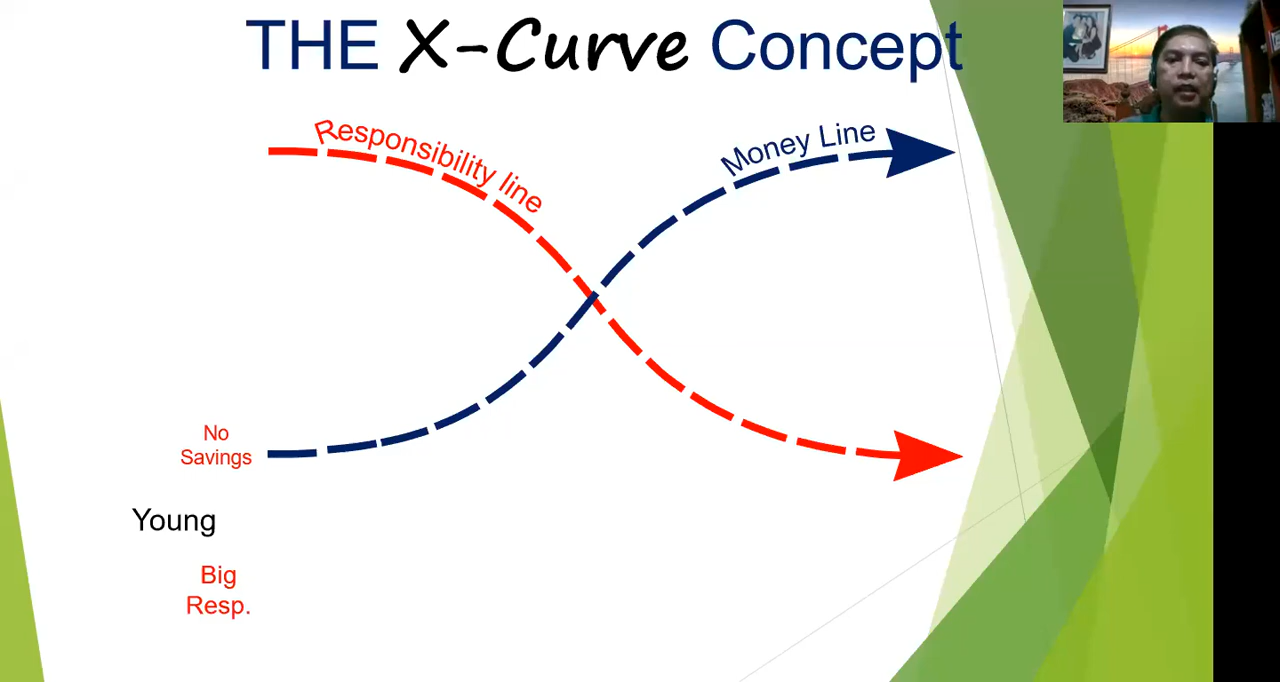 THE X-Curve Concept
Responsibility line
Money Line
No
Savings
Young
Big
Resp.